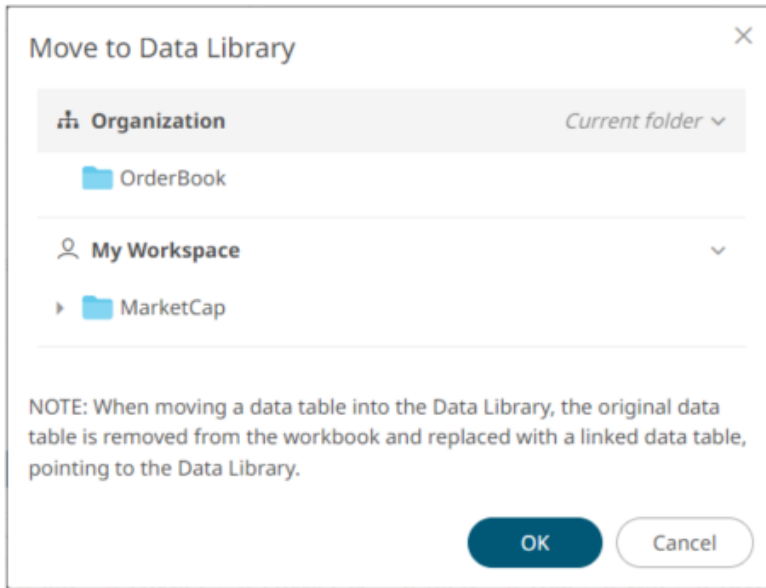 Move to Data Library
Organization Current folder
OrderBook
My Workspace
MarketCap
NOTE: When moving a data table into the Data Library, the original data
table is removed from the workbook and replaced with a linked data table,
pointing to the Data Library.
OK Cancel